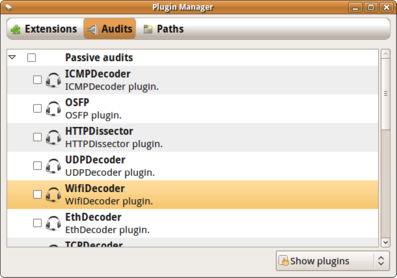 Plugin Manager
Extensions
Audits
Paths
Passive audits
ICMPDecoder
ICMPDecoder plugin.
OSFP
OSFP plugin.
HTTPDissector
HTTPDissector plugin.
UDPDecoder
UDPDecoder plugin.
WifiDecoder
WifiDecoder plugin.
EthDecoder
EthDecoder plugin.
TCPDecoder
Show plugins